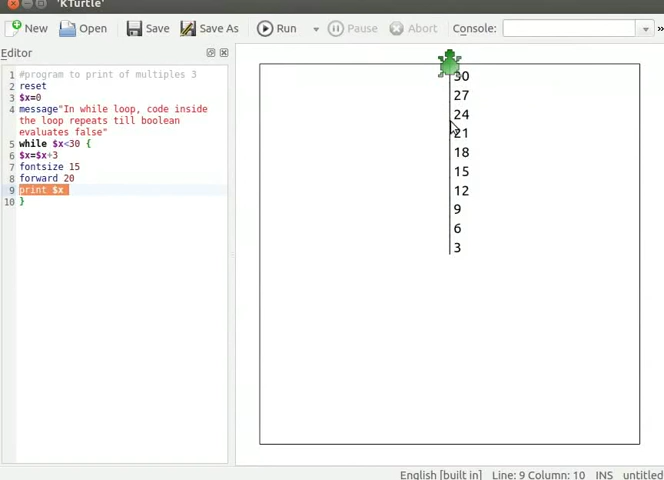 'KTurtle'
New Open Save Save As Run Pause Abort Console: »
Editor
1 #program to print of multiples 3
2 reset
3 $x=0
4 message"In while loop, code inside
the loop repeats till boolean
evaluates false"
5 while $x<30 {
6 $x=$x+3
7 fontsize 15
8 forward 20
9 print $x
10 }
30
27
24
21
18
15
12
9
6
3
English [built in] Line: 9 Column: 10 INS untitled